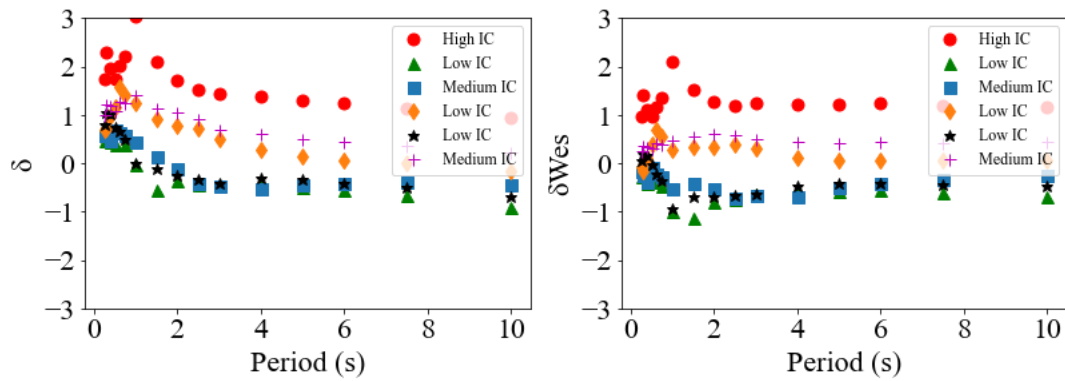 3
2
1
0
−1
−2
−3
δ
0
2
4
6
8
10
Period (s)
High IC
Low IC
Medium IC
Low IC
Low IC
Medium IC
3
2
1
0
−1
−2
−3
δWes
0
2
4
6
8
10
Period (s)
High IC
Low IC
Medium IC
Low IC
Low IC
Medium IC